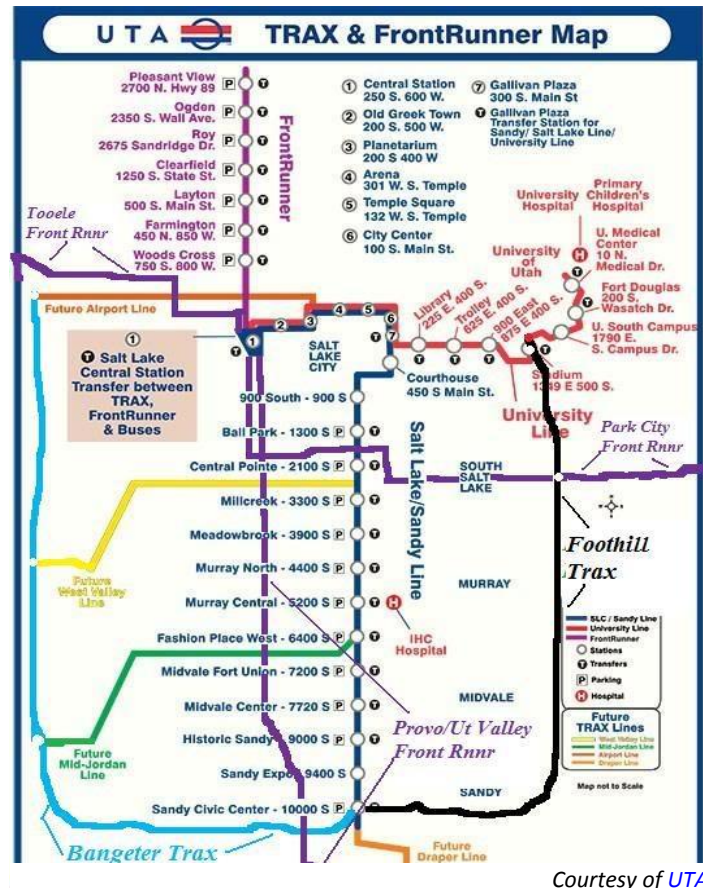 UTA TRAX & FrontRunner Map
Pleasant View
2700 N. Hwy 89
P T
Ogden
2350 S. Wall Ave.
P T
Roy
2675 Sandridge Dr.
P T
Clearfield
1250 S. State St.
P T
Layton
500 S. Main St.
P T
Farmington
450 N. 850 W.
P T
Woods Cross
750 S. 800 W.
P T
FrontRunner
1 Central Station
250 S. 600 W.
2 Old Greek Town
200 S. 500 W.
3 Planetarium
200 S 400 W
4 Arena
301 W. S. Temple
5 Temple Square
132 W. S. Temple
6 City Center
100 S. Main St.
7 Gallivan Plaza
300 S. Main St
T Gallivan Plaza
Transfer Station for
Sandy/ Salt Lake Line/
University Line
Tooele
Front Rnnr
Future Airport Line
1
T Salt Lake
Central Station
Transfer between
TRAX,
FrontRunner
& Buses
T
1
2
3
4
5
6
7
T
SALT
LAKE
CITY
University
Hospital
Primary
Children's
Hospital
H
University
of
Utah
U. Medical
Center
10 N.
Medical Dr.
T
Fort Douglas
200 S.
Wasatch Dr.
T
U. South Campus
1790 E.
S. Campus Dr.
T
Library
225 E. 400 S.
T
Trolley
625 E. 400 S.
T
900 East
875 E 400 S.
T
Stadium
1349 E 500 S.
T
University
Line
Courthouse
450 S Main St.
900 South - 900 S
Ball Park - 1300 S P T
Central Pointe - 2100 S P T
Millcreek - 3300 S P T
Meadowbrook - 3900 S P T
Murray North - 4400 S P T
Murray Central - 5200 S P T H
IHC
Hospital
Fashion Place West - 6400 S P T
Midvale Fort Union - 7200 S P T
Midvale Center - 7720 S P T
Historic Sandy - 9000 S P T
Sandy Expo - 9400 S
Sandy Civic Center - 10000 S P T
Salt Lake/Sandy Line
SOUTH
SALT
LAKE
MURRAY
MIDVALE
SANDY
Park City
Front Rnnr
Foothill
Trax
Future
West Valley
Line
Future
Mid-Jordan
Line
Provo/Ut Valley
Front Rnnr
Bangeter Trax
Future
Draper Line
SLC / Sandy Line
University Line
FrontRunner
Stations
T Transfers
P Parking
H Hospital
Future
TRAX Lines
West Valley Line
Mid-Jordan Line
Airport Line
Draper Line
Map not to Scale
Courtesy of UTA